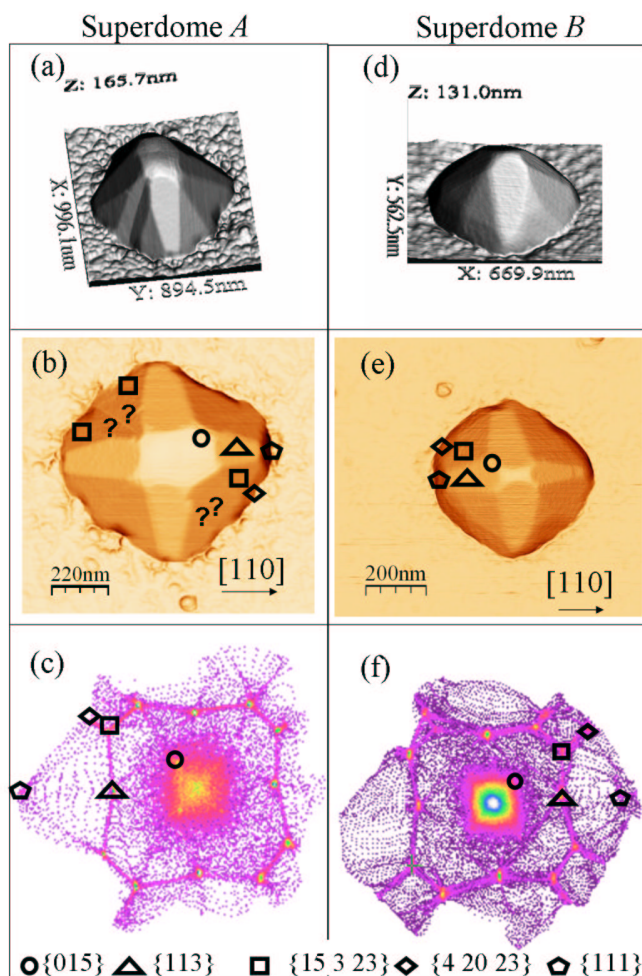 Superdome A
Superdome B
(a)
Z: 165.7nm
X: 996.1nm
Y: 894.5nm
(d)
Z: 131.0nm
Y: 562.5nm
X: 669.9nm
(b)
? ?
? ?
220nm
[110]
(e)
200nm
[110]
(c)
(f)
{015} {113} {15 3 23} {4 20 23} {111}